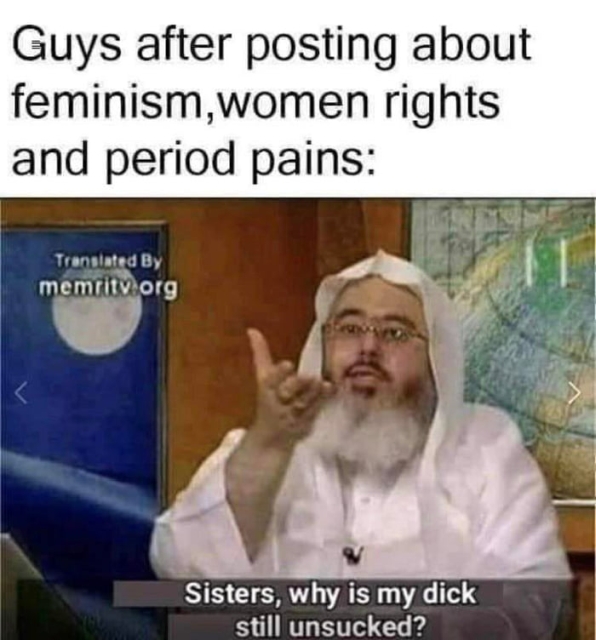 Guys after posting about
feminism,women rights
and period pains:
Translated By
memritv.org
Sisters, why is my dick
still unsucked?